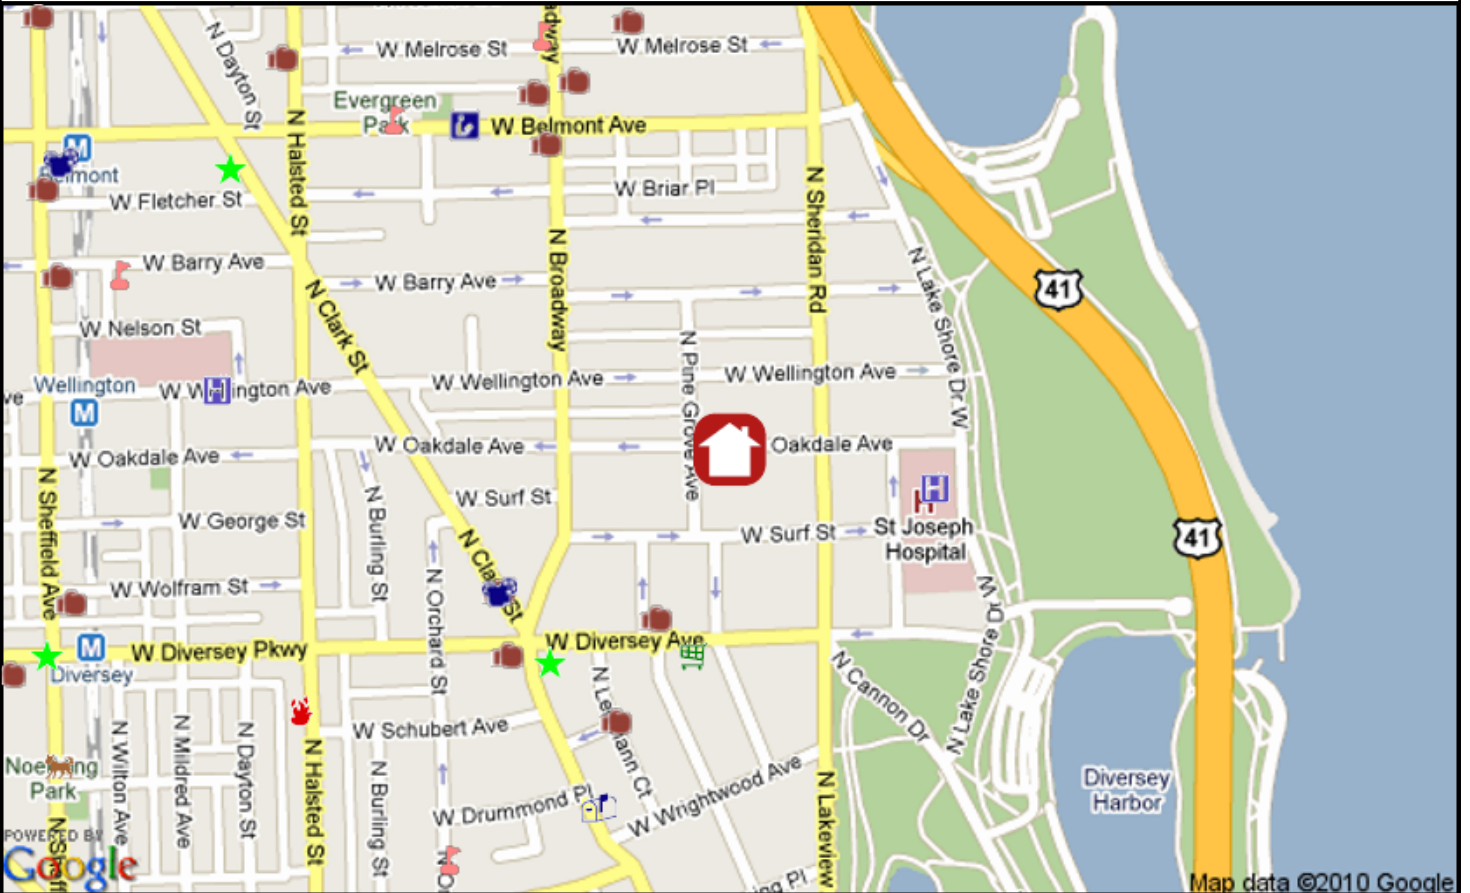 N Dayton St
W Melrose St
W Melrose St
Evergreen
Park
W Belmont Ave
N Halsted St
M
Belmont
W Fletcher St
W Briar Pl
N Sheridan Rd
N Broadway
W Barry Ave
W Barry Ave
N Lake Shore Dr W
41
N Clark St
W Nelson St
N Pine Grove Ave
Wellington
M
W Wellington Ave
H
W Wellington Ave
W Wellington Ave
W Oakdale Ave
W Oakdale Ave
Oakdale Ave
N Sheffield Ave
W Surf St
H
H
St Joseph
Hospital
W George St
N Burling St
N Clark St
W Surf St
41
W Wolfram St
N Orchard St
W Diversey Ave
W Diversey Pkwy
M
Diversey
Dr W
N Lake Shore
N Cannon Dr
W Schubert Ave
N Wilton Ave
N Mildred Ave
N Dayton St
N Halsted St
N Burling St
Park
W Drummond Pl
W Wrightwood Ave
N Lakeview
Diversey
Harbor
POWERED BY
Google
Map data ©2010 Google